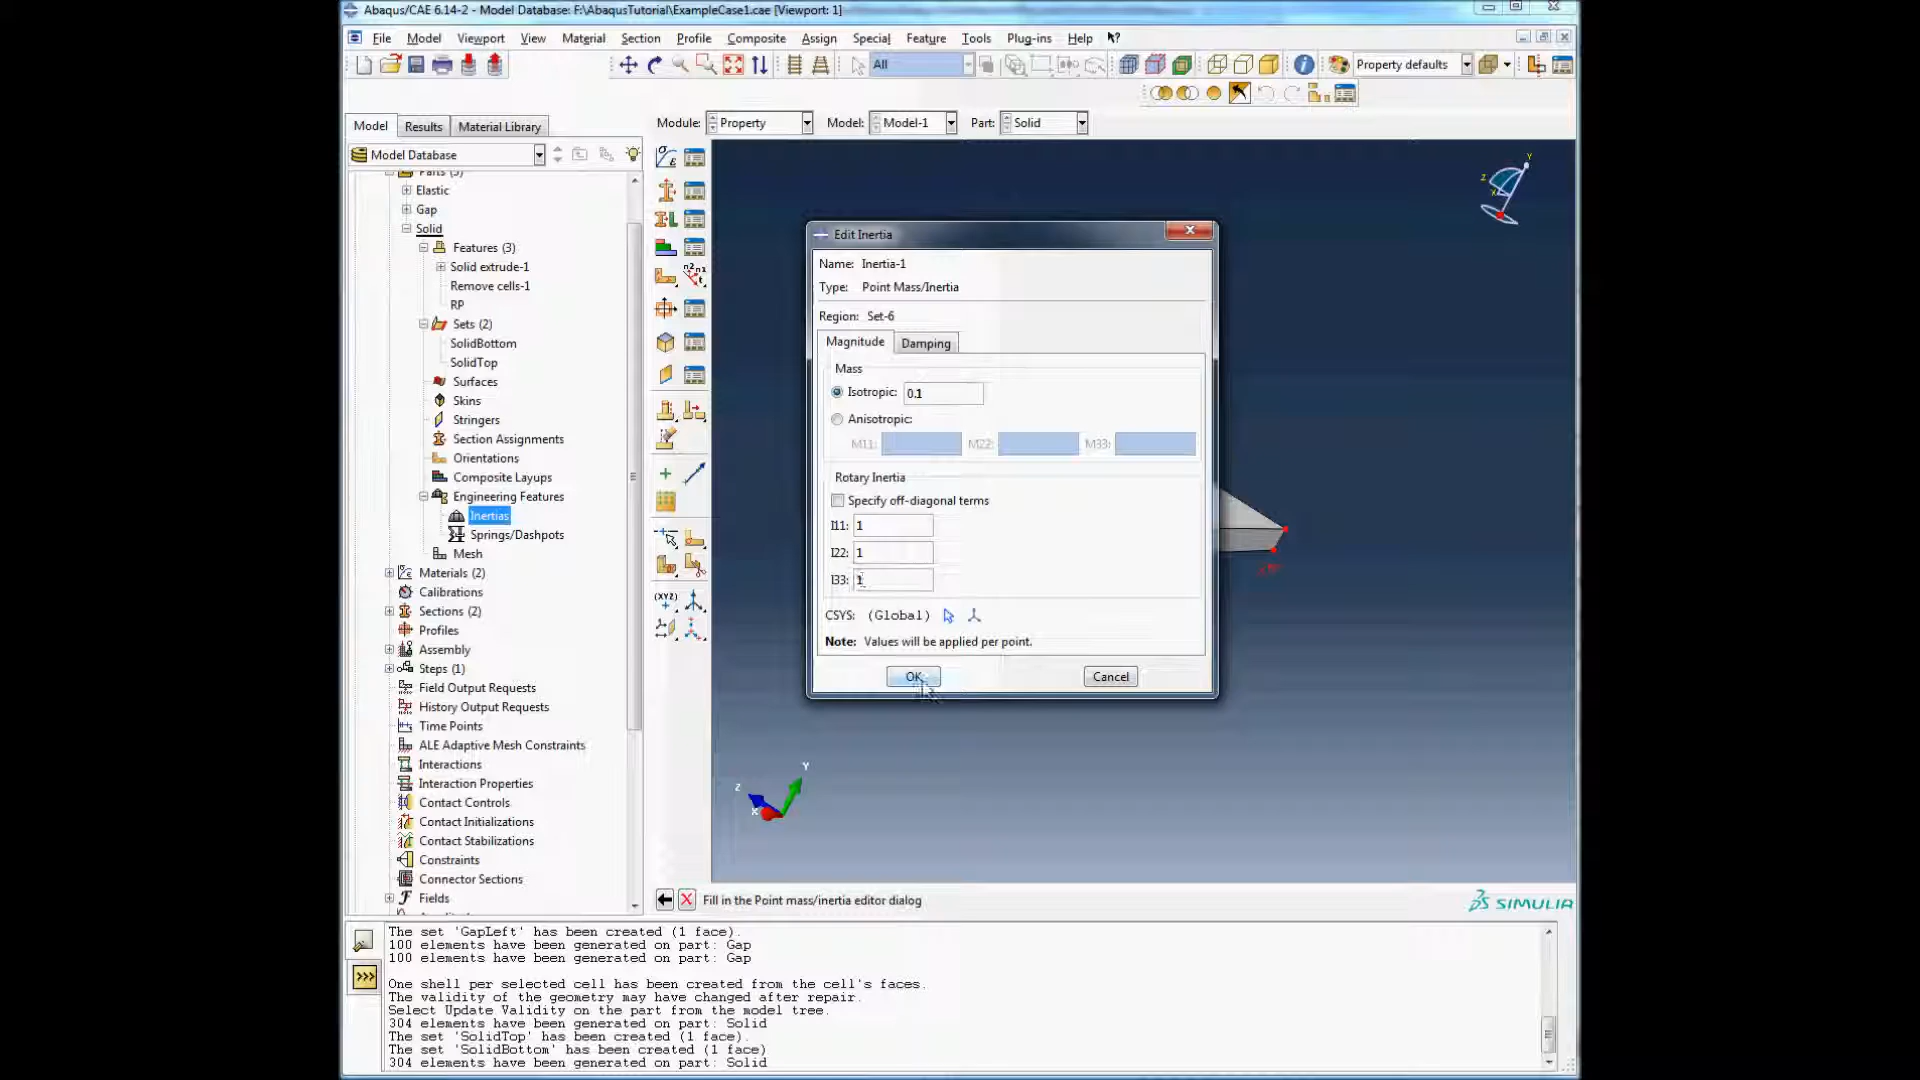 Abaqus/CAE 6.14-2 - Model Database: F:\AbaqusTutorial\ExampleCase1.cae [Viewport: 1]
File Model Viewport View Material Section Profile Composite Assign Special Feature Tools Plug-ins Help
All Property defaults
Model Results Material Library
Module: Property Model: Model-1 Part: Solid
Model Database
Parts (3)
Elastic
Gap
Solid
Features (3)
Solid extrude-1
Remove cells-1
RP
Sets (2)
SolidBottom
SolidTop
Surfaces
Skins
Stringers
Section Assignments
Orientations
Composite Layups
Engineering Features
Inertias
Springs/Dashpots
Mesh
Materials (2)
Calibrations
Sections (2)
Profiles
Assembly
Steps (1)
Field Output Requests
History Output Requests
Time Points
ALE Adaptive Mesh Constraints
Interactions
Interaction Properties
Contact Controls
Contact Initializations
Contact Stabilizations
Constraints
Connector Sections
Fields
Edit Inertia
Name: Inertia-1
Type: Point Mass/Inertia
Region: Set-6
Magnitude Damping
Mass
Isotropic: 0.1
Anisotropic:
M11: M22: M33:
Rotary Inertia
Specify off-diagonal terms
I11: 1
I22: 1
I33: 1
CSYS: (Global)
Note: Values will be applied per point.
OK Cancel
Y
Z
X
Y
Z
X
Fill in the Point mass/inertia editor dialog
SIMULIA
The set 'GapLeft' has been created (1 face).
100 elements have been generated on part: Gap
100 elements have been generated on part: Gap
One shell per selected cell has been created from the cell's faces.
The validity of the geometry may have changed after repair.
Select Update Validity on the part from the model tree.
304 elements have been generated on part: Solid
The set 'SolidTop' has been created (1 face).
The set 'SolidBottom' has been created (1 face)
304 elements have been generated on part: Solid